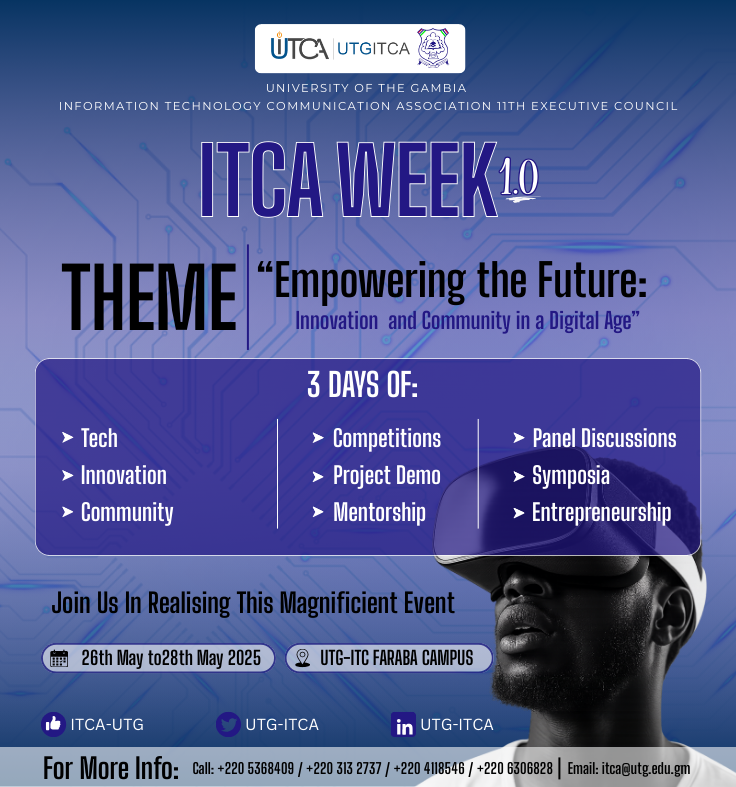 UTCA | UTGITCA
UNIVERSITY OF THE GAMBIA
INFORMATION TECHNOLOGY COMMUNICATION ASSOCIATION 11TH EXECUTIVE COUNCIL
ITCA WEEK 1.0
THEME
“Empowering the Future:
Innovation and Community in a Digital Age”
3 DAYS OF:
➤ Tech
➤ Innovation
➤ Community
➤ Competitions
➤ Project Demo
➤ Mentorship
➤ Panel Discussions
➤ Symposia
➤ Entrepreneurship
Join Us In Realising This Magnificient Event
26th May to28th May 2025
UTG-ITC FARABA CAMPUS
ITCA-UTG
UTG-ITCA
in UTG-ITCA
For More Info: Call: +220 5368409 / +220 313 2737 / +220 4118546 / +220 6306828 | Email: itca@utg.edu.gm